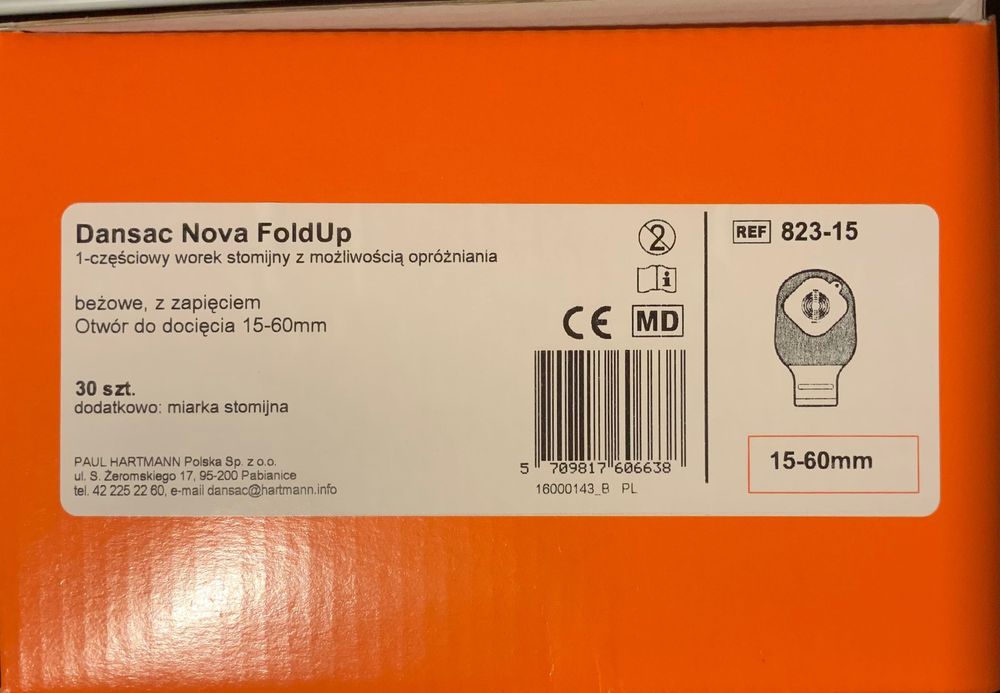 Dansac Nova FoldUp
1-częściowy worek stomijny z możliwością opróżniania
beżowe, z zapięciem
Otwór do docięcia 15-60mm
30 szt.
dodatkowo: miarka stomijna
PAUL HARTMANN Polska Sp. z o.o.
ul. S. Żeromskiego 17, 95-200 Pabianice
tel. 42 225 22 60, e-mail dansac@hartmann.info
2
i
CE MD
5 709817 606638
16000143_B PL
REF 823-15
15-60mm